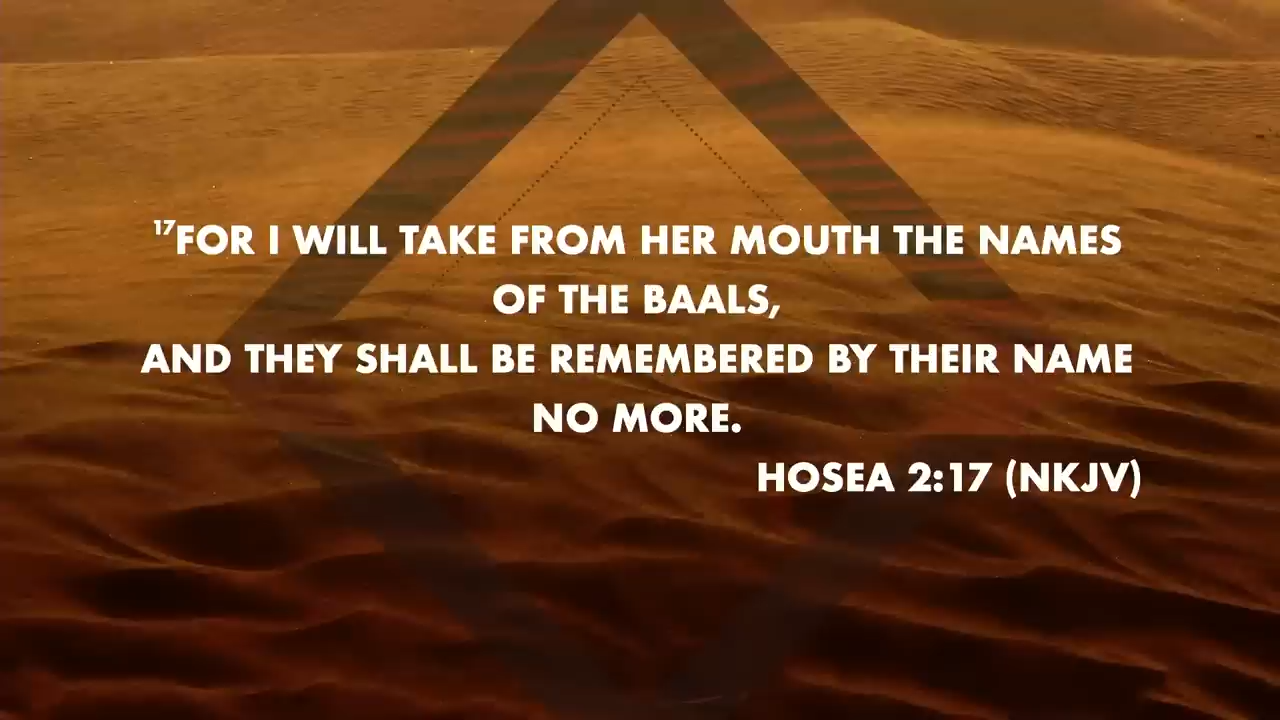 ¹⁷FOR I WILL TAKE FROM HER MOUTH THE NAMES
OF THE BAALS,
AND THEY SHALL BE REMEMBERED BY THEIR NAME
NO MORE.
HOSEA 2:17 (NKJV)